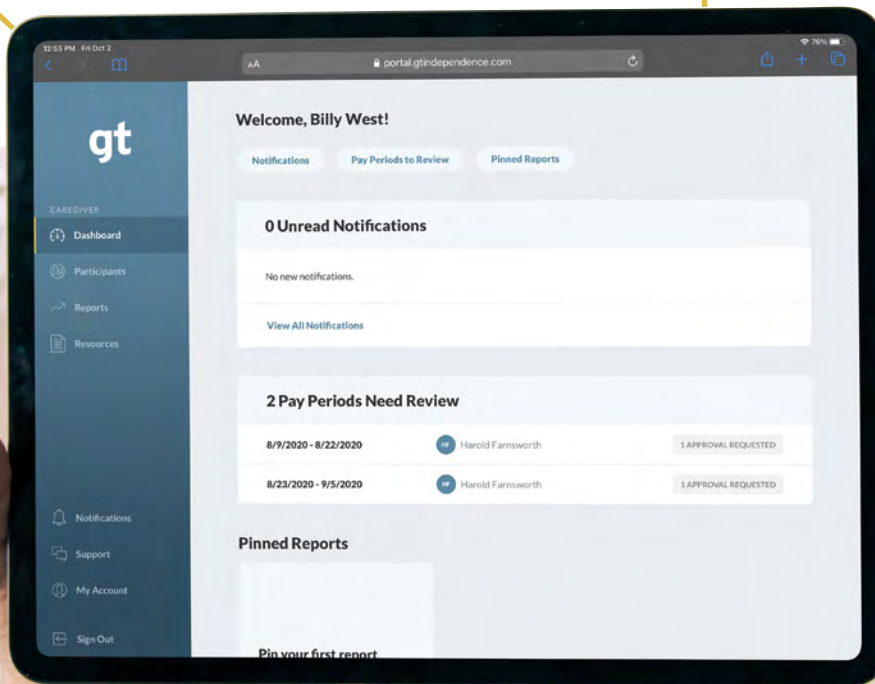 12:55 PM Fri Oct 2
76%
AA portal.gtindependence.com
gt
CAREGIVER
Dashboard
Participants
Reports
Resources
Notifications
Support
My Account
Sign Out
Welcome, Billy West!
Notifications Pay Periods to Review Pinned Reports
0 Unread Notifications
No new notifications.
View All Notifications
2 Pay Periods Need Review
8/9/2020 - 8/22/2020 HF Harold Farnsworth 1 APPROVAL REQUESTED
8/23/2020 - 9/5/2020 HF Harold Farnsworth 1 APPROVAL REQUESTED
Pinned Reports
Pin your first report